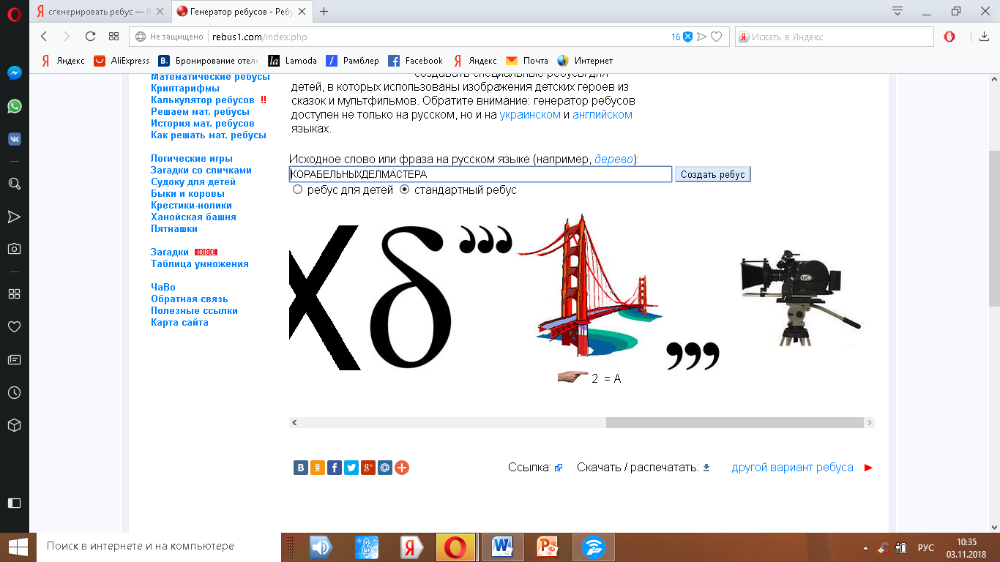 сгенерировать ребус — Я
Генератор ребусов - Ребу
Не защищено
rebus1.com/index.php
16
Искать в Яндекс
Яндекс
AliExpress
Бронирование отеле
Lamoda
Рамблер
Facebook
Яндекс
Почта
Интернет
Математические ребусы
Криптарифмы
Калькулятор ребусов !!
Решаем мат. ребусы
История мат. ребусов
Как решать мат. ребусы
Логические игры
Загадки со спичками
Судоку для детей
Быки и коровы
Крестики-нолики
Ханойская башня
Пятнашки
Загадки НОВОЕ
Таблица умножения
ЧаВо
Обратная связь
Полезные ссылки
Карта сайта
создавать специальные ребусы для
детей, в которых использованы изображения детских героев из
сказок и мультфильмов. Обратите внимание: генератор ребусов
доступен не только на русском, но и на украинском и английском
языках.
Исходное слово или фраза на русском языке (например, дерево):
КОРАБЕЛЬНЫХДЕЛМАСТЕРА
Создать ребус
ребус для детей стандартный ребус
Х δ ,,, ,,,
2 = А
Ссылка:
Скачать / распечатать:
другой вариант ребуса
Поиск в интернете и на компьютере
РУС
10:35
03.11.2018